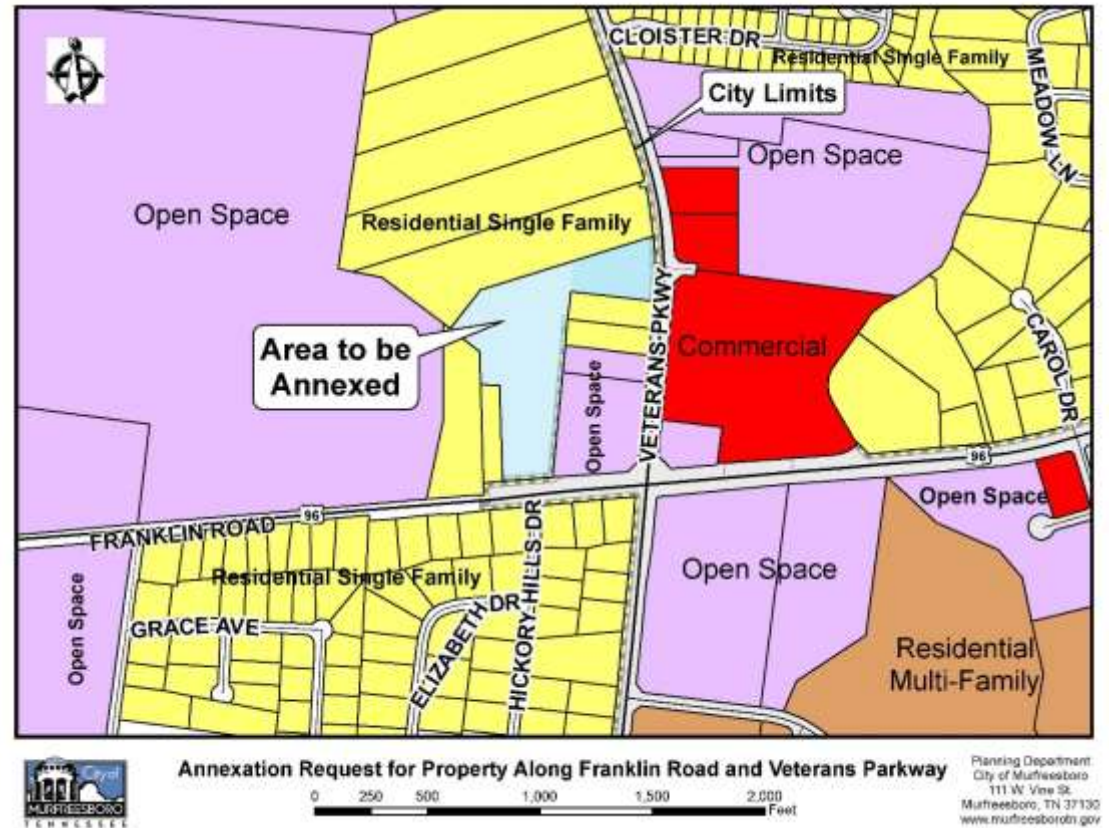 CLOISTER DR
Residential Single Family
MEADOW LN
City Limits
Open Space
Open Space
Residential Single Family
VETERANS PKWY
Area to be
Annexed
Commercial
CAROL DR
Open Space
96
Open Space
FRANKLIN ROAD
96
Open Space
Residential Single Family
Open Space
GRACE AVE
ELIZABETH DR
HICKORY HILLS DR
Residential
Multi-Family
City of
MURFREESBORO
TENNESSEE
Annexation Request for Property Along Franklin Road and Veterans Parkway
0 250 500 1,000 1,500 2,000
Feet
Planning Department
City of Murfreesboro
111 W. Vine St.
Murfreesboro, TN 37130
www.murfreesborotn.gov